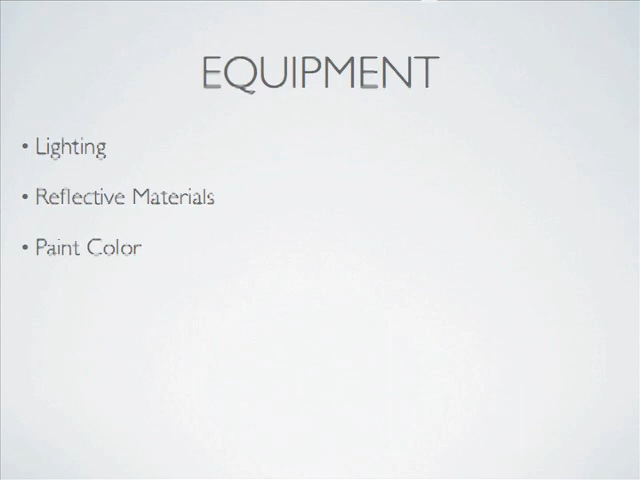 EQUIPMENT
• Lighting
• Reflective Materials
• Paint Color